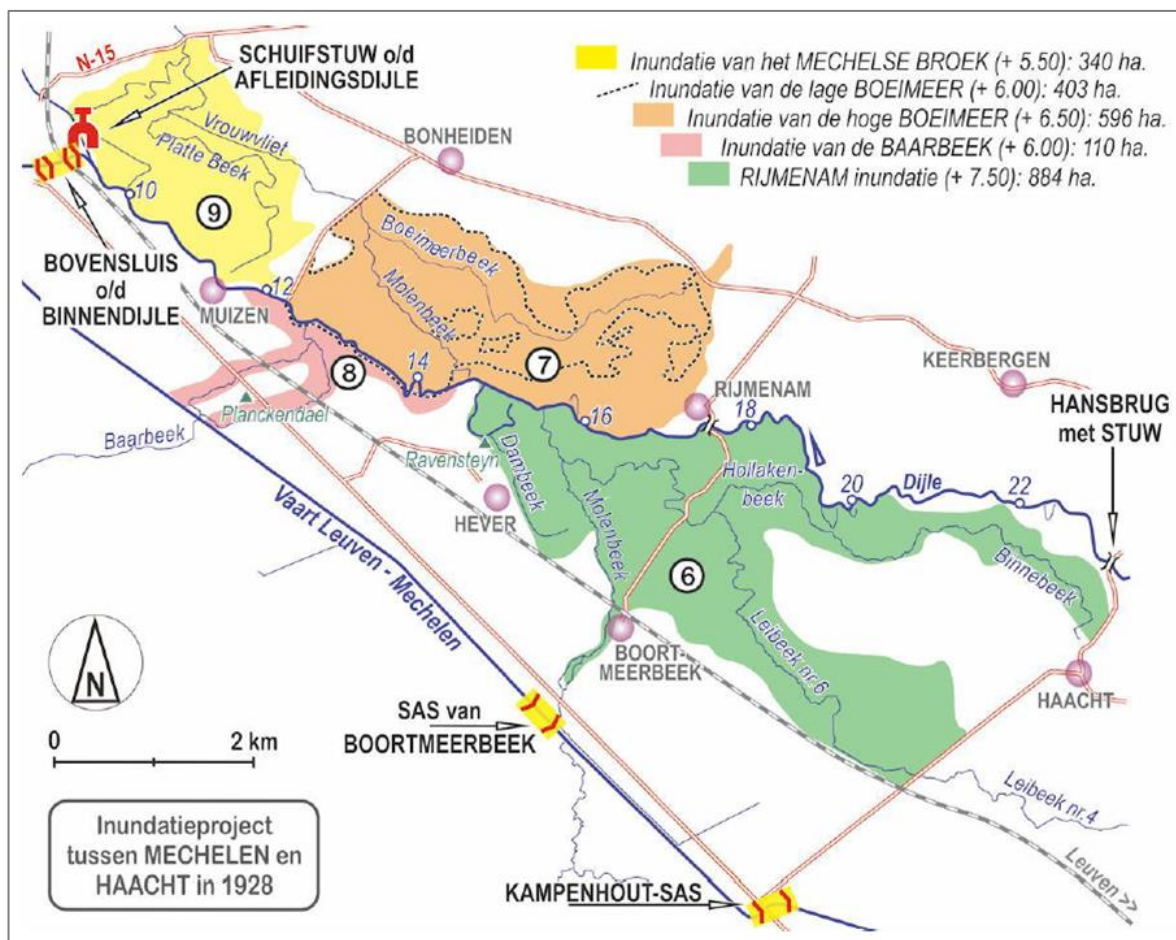 N-15
SCHUIFSTUW o/d
AFLEIDINGSDIJLE
Inundatie van het MECHELSE BROEK (+ 5.50): 340 ha.
Inundatie van de lage BOEIMEER (+ 6.00): 403 ha.
Inundatie van de hoge BOEIMEER (+ 6.50): 596 ha.
Inundatie van de BAARBEEK (+ 6.00): 110 ha.
RIJMENAM inundatie (+ 7.50): 884 ha.
Vrouwvliet
Platte Beek
BONHEIDEN
10
9
BOVENSLUIS
o/d
BINNENDIJLE
MUIZEN
12
Boeimeerbeek
Molenbeek
7
8
14
16
KEERBERGEN
RIJMENAM
18
HANSBRUG
met STUW
Planckendael
Baarbeek
Ravensteyn
HEVER
Dambeek
Molenbeek
Hollaken-
beek
20
Dijle
22
Binnebeek
6
Vaart Leuven - Mechelen
BOORT-
MEERBEEK
Leibeek nr.6
HAACHT
N
0
2 km
SAS van
BOORTMEERBEEK
Leibeek nr.4
Leuven >>
Inundatieproject
tussen MECHELEN en
HAACHT in 1928
KAMPENHOUT-SAS